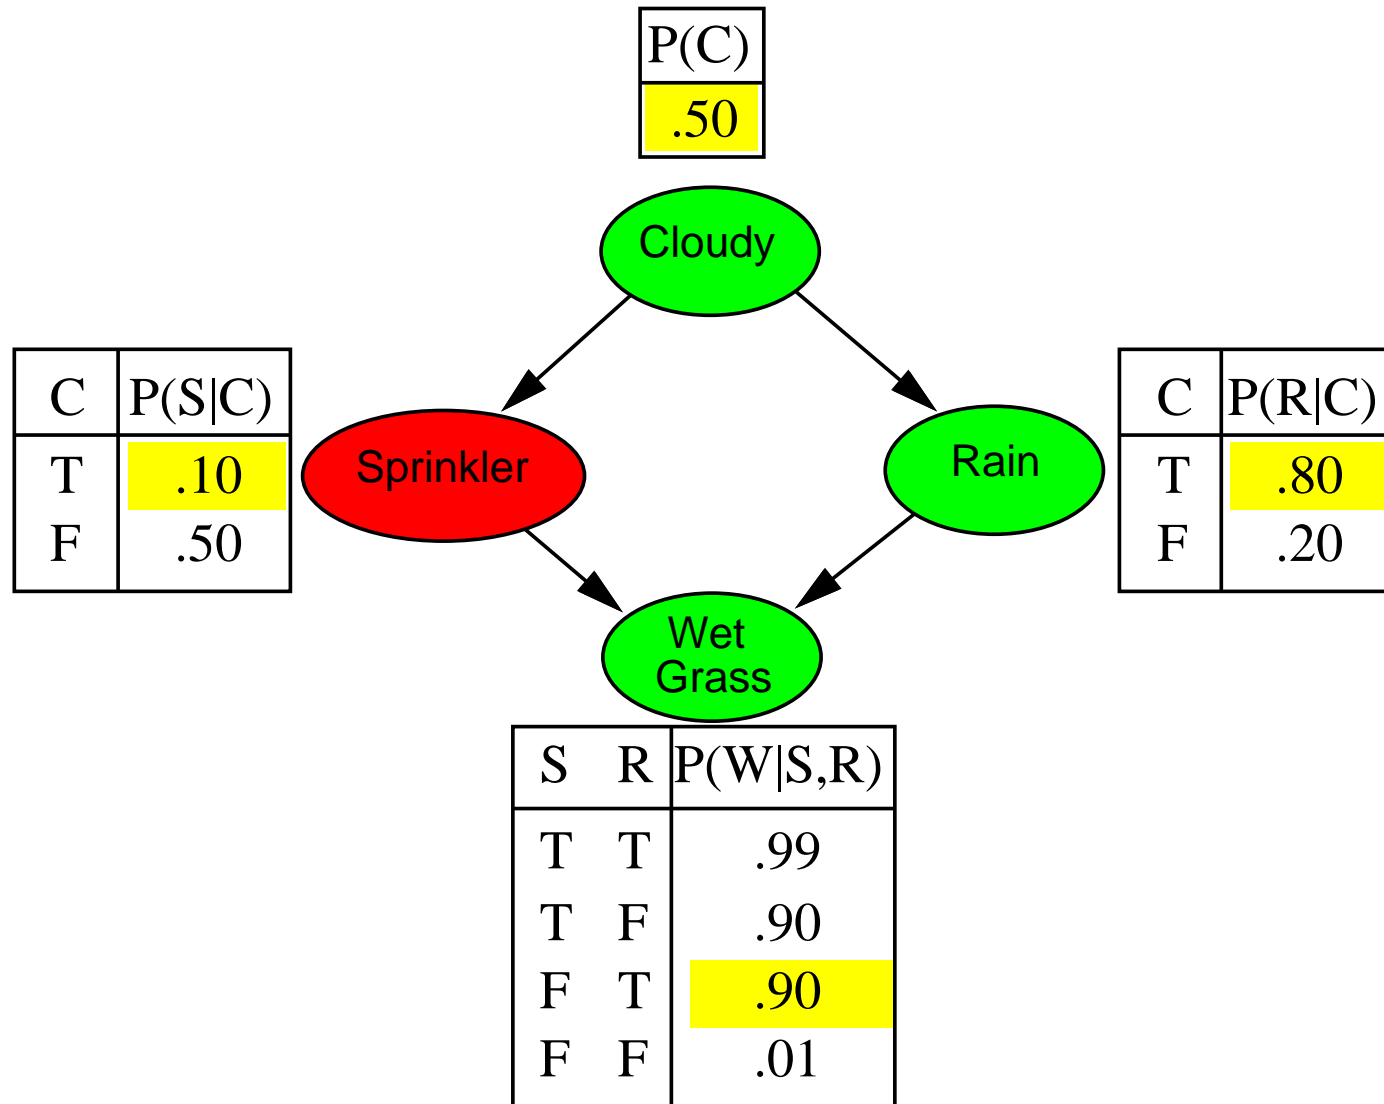 P(C)
.50
Cloudy
C P(S|C)
T .10
F .50
Sprinkler
Rain
C P(R|C)
T .80
F .20
Wet
Grass
S R P(W|S,R)
T T .99
T F .90
F T .90
F F .01